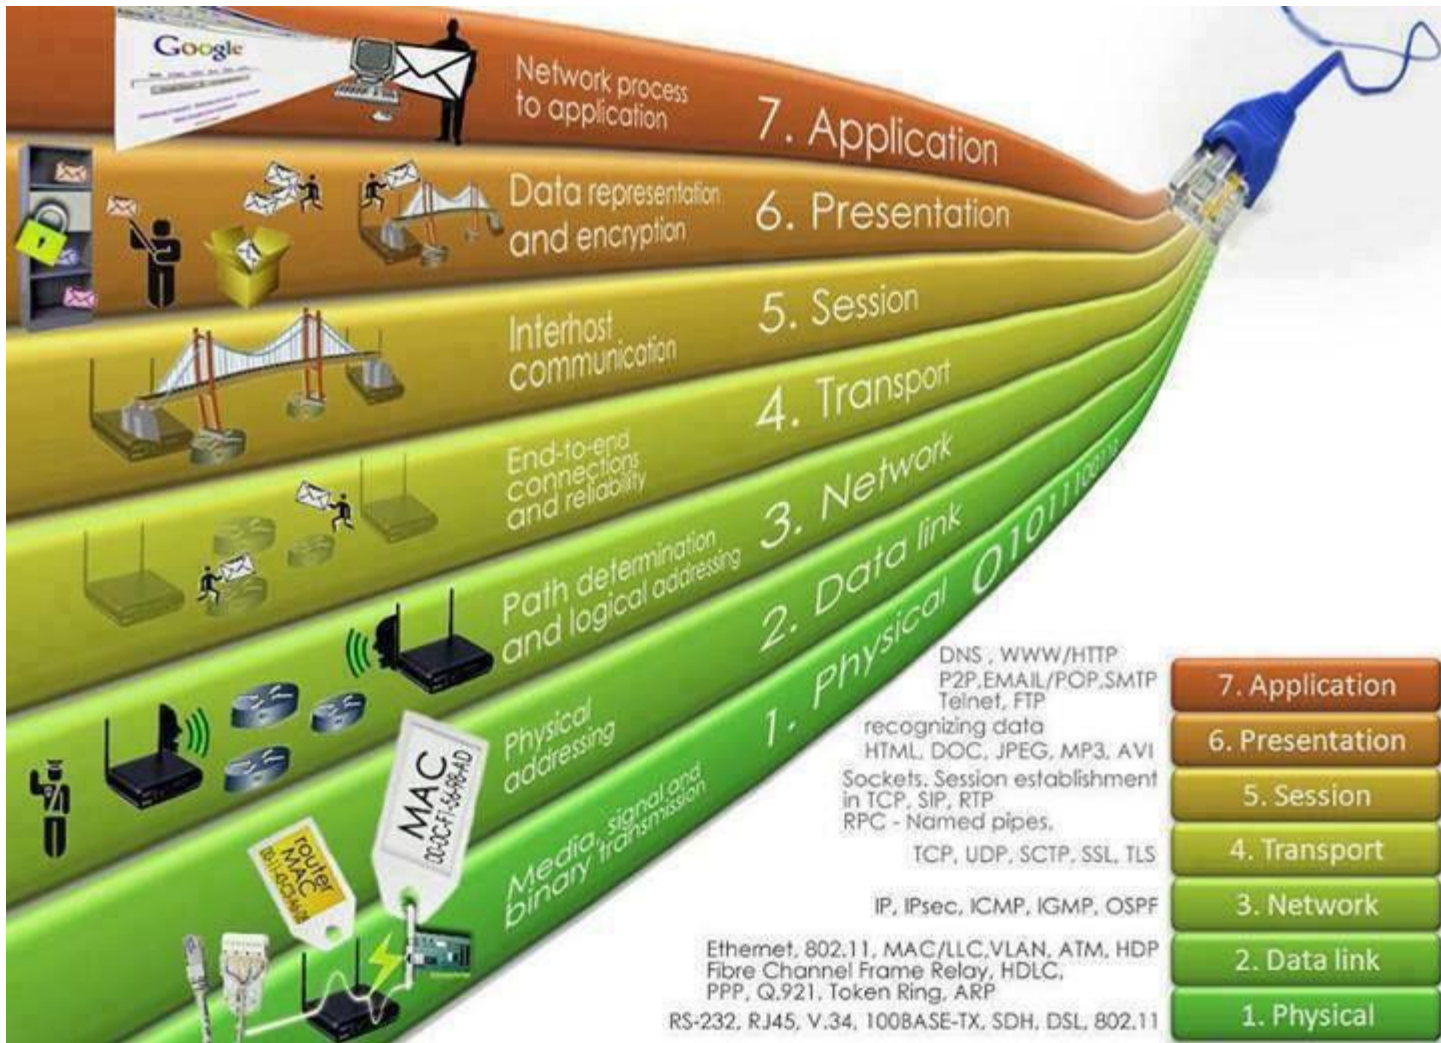 Google
Network process
to application
7. Application
Data representation
and encryption
6. Presentation
Interhost
communication
5. Session
End-to-end
connections
and reliability
4. Transport
Path determination
and logical addressing
3. Network
Physical
addressing
2. Data link
Media, signal and
binary transmission
1. Physical
MAC
00-0C-F1-56-98-AD
router
MAC
DNS , WWW/HTTP
P2P,EMAIL/POP,SMTP
Telnet, FTP
7. Application
recognizing data
HTML, DOC, JPEG, MP3, AVI
6. Presentation
Sockets. Session establishment
in TCP, SIP, RTP
RPC - Named pipes.
5. Session
TCP, UDP, SCTP, SSL, TLS
4. Transport
IP, IPsec, ICMP, IGMP, OSPF
3. Network
Ethernet, 802.11, MAC/LLC,VLAN, ATM, HDP
Fibre Channel Frame Relay, HDLC,
PPP, Q.921, Token Ring, ARP
2. Data link
RS-232, RJ45, V.34, 100BASE-TX, SDH, DSL, 802.11
1. Physical